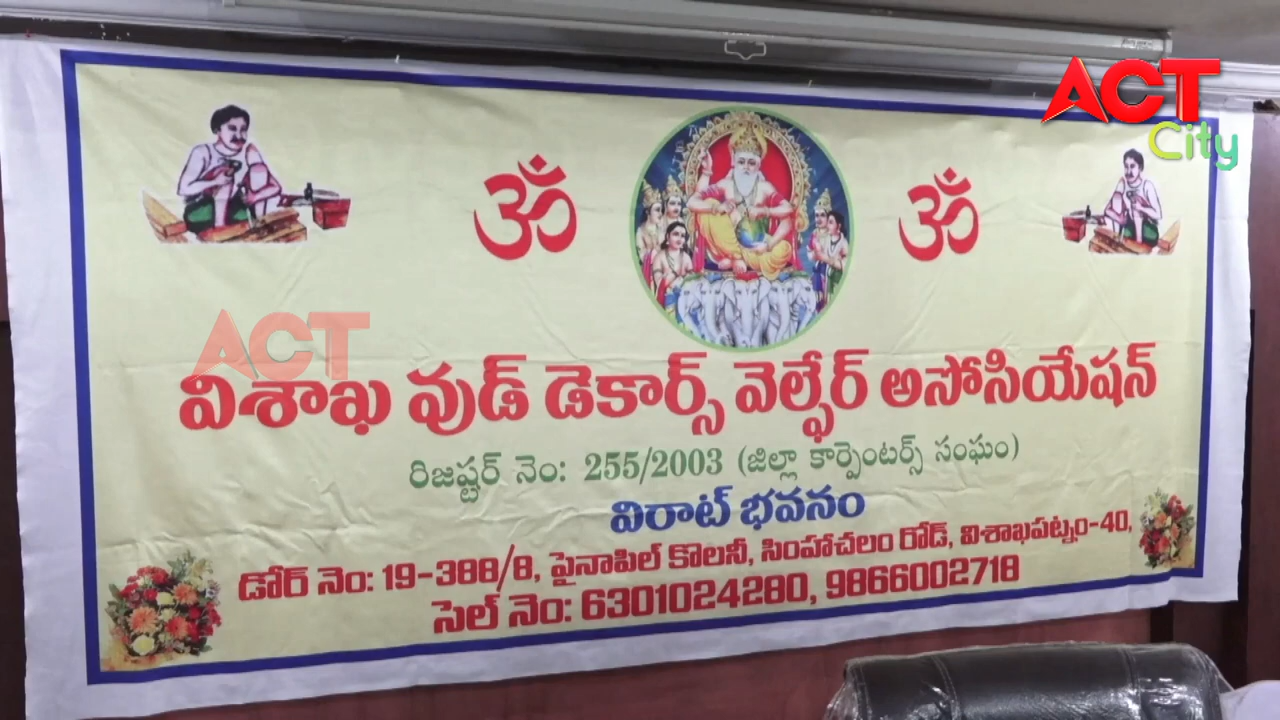 ACT
City
ॐ ॐ
ACT
విశాఖ వుడ్ డెకార్స్ వెల్ఫేర్ అసోసియేషన్
రిజష్టర్ నెం: 255/2003 (జిల్లా కార్పెంటర్స్ సంఘం)
విరాట్ భవనం
డోర్ నెం: 19-388/8, పైనాపిల్ కొలనీ, సింహాచలం రోడ్, విశాఖపట్నం-40,
సెల్ నెం: 6301024280, 9866002718